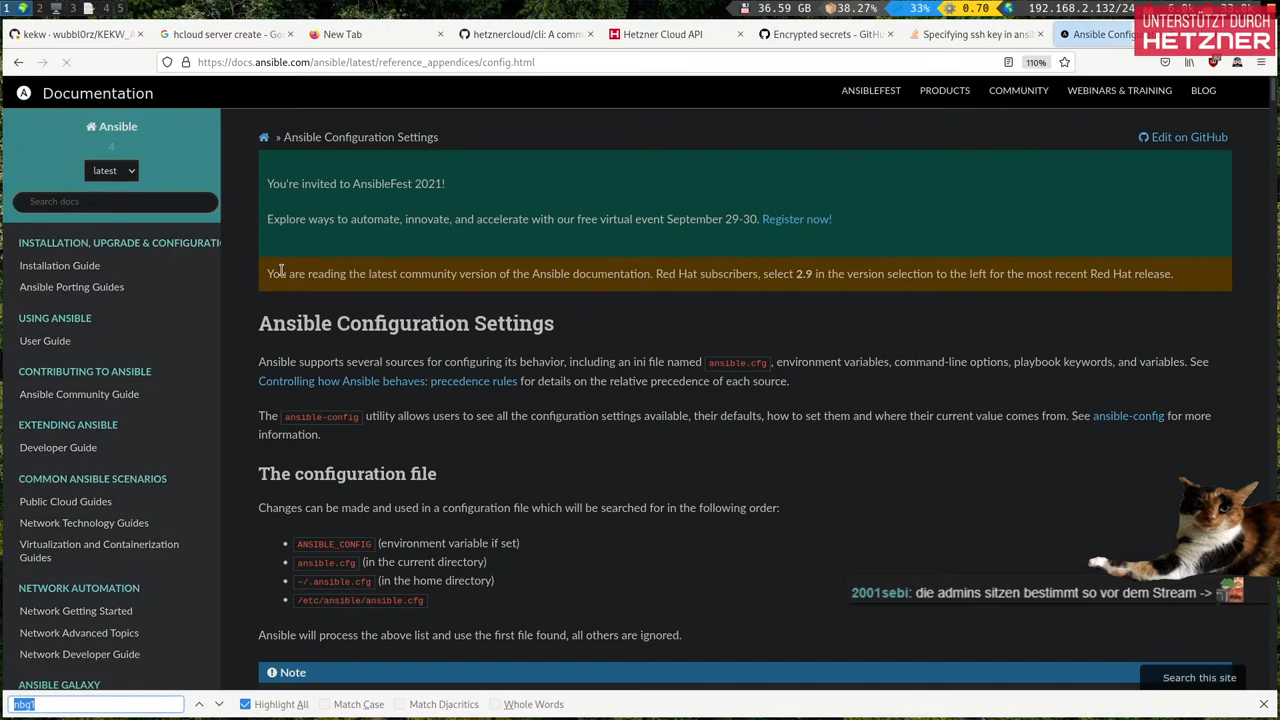 1 2 3 4 5
36.59 GB 38.27% 33% 0.70 192.168.2.132/24
UNTERSTÜTZT DURCH
HETZNER
kekw · wubbl0rz/KEKW_A
hcloud server create - Go
New Tab
hetznercloud/cli: A comm
Hetzner Cloud API
Encrypted secrets - GitHu
Specifying ssh key in ansib
Ansible Config
https://docs.ansible.com/ansible/latest/reference_appendices/config.html
110%
Documentation
ANSIBLEFEST PRODUCTS COMMUNITY WEBINARS & TRAINING BLOG
Ansible
4
latest
Search docs
INSTALLATION, UPGRADE & CONFIGURATI
Installation Guide
Ansible Porting Guides
USING ANSIBLE
User Guide
CONTRIBUTING TO ANSIBLE
Ansible Community Guide
EXTENDING ANSIBLE
Developer Guide
COMMON ANSIBLE SCENARIOS
Public Cloud Guides
Network Technology Guides
Virtualization and Containerization
Guides
NETWORK AUTOMATION
Network Getting Started
Network Advanced Topics
Network Developer Guide
ANSIBLE GALAXY
» Ansible Configuration Settings
Edit on GitHub
You're invited to AnsibleFest 2021!
Explore ways to automate, innovate, and accelerate with our free virtual event September 29-30. Register now!
You are reading the latest community version of the Ansible documentation. Red Hat subscribers, select 2.9 in the version selection to the left for the most recent Red Hat release.
Ansible Configuration Settings
Ansible supports several sources for configuring its behavior, including an ini file named ansible.cfg, environment variables, command-line options, playbook keywords, and variables. See
Controlling how Ansible behaves: precedence rules for details on the relative precedence of each source.
The ansible-config utility allows users to see all the configuration settings available, their defaults, how to set them and where their current value comes from. See ansible-config for more
information.
The configuration file
Changes can be made and used in a configuration file which will be searched for in the following order:
• ANSIBLE_CONFIG (environment variable if set)
• ansible.cfg (in the current directory)
• ~/.ansible.cfg (in the home directory)
• /etc/ansible/ansible.cfg
Ansible will process the above list and use the first file found, all others are ignored.
Note
2001sebi: die admins sitzen bestimmt so vor dem Stream ->
Search this site
nbg1
Highlight All Match Case Match Diacritics Whole Words